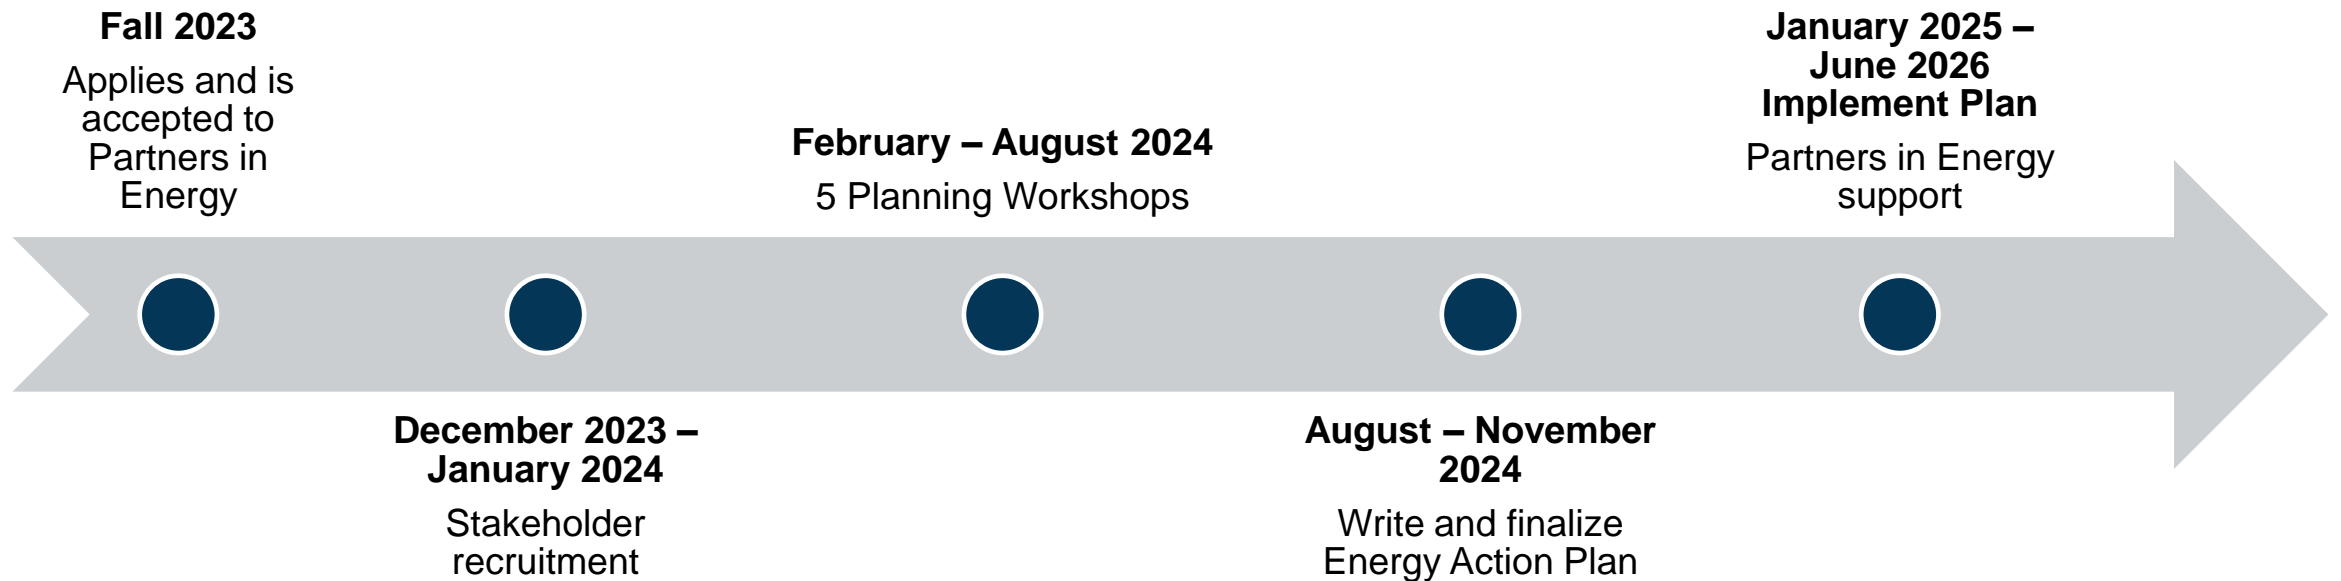 Fall 2023
Applies and is
accepted to
Partners in
Energy
December 2023 –
January 2024
Stakeholder
recruitment
February – August 2024
5 Planning Workshops
August – November
2024
Write and finalize
Energy Action Plan
January 2025 –
June 2026
Implement Plan
Partners in Energy
support